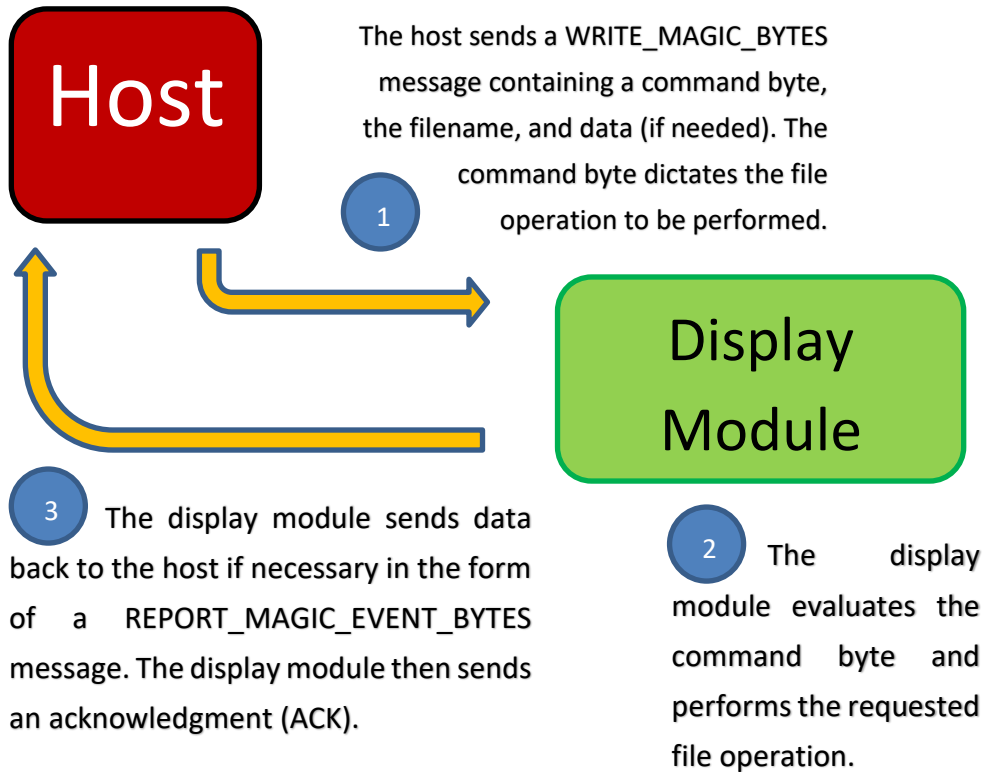 Host
The host sends a WRITE_MAGIC_BYTES
message containing a command byte,
the filename, and data (if needed). The
command byte dictates the file
operation to be performed.
1
Display
Module
3
The display module sends data
back to the host if necessary in the form
of a REPORT_MAGIC_EVENT_BYTES
message. The display module then sends
an acknowledgment (ACK).
2
The display
module evaluates the
command byte and
performs the requested
file operation.